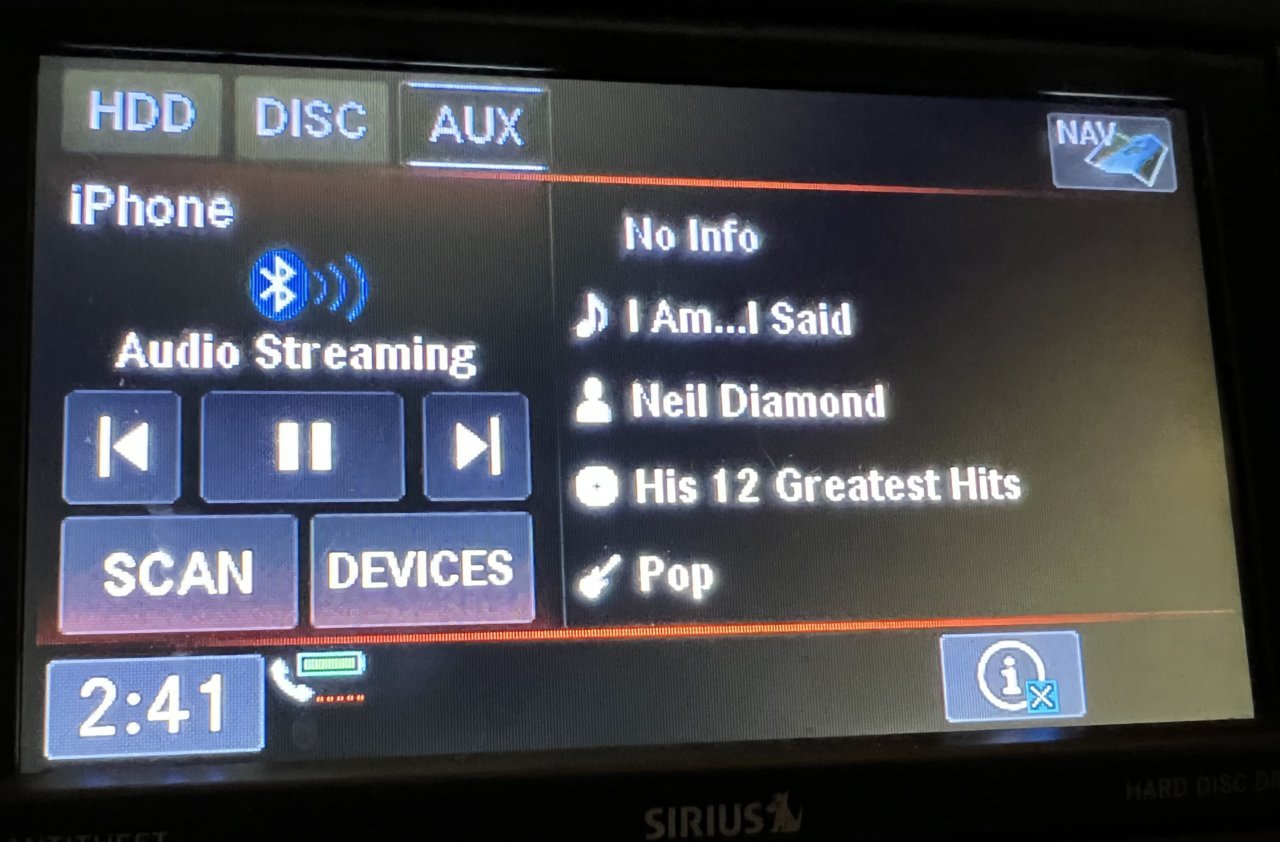 HDD DISC AUX
NAV
iPhone
No Info
I Am...I Said
Audio Streaming
Neil Diamond
His 12 Greatest Hits
SCAN DEVICES
Pop
2:41
i
SIRIUS
HARD DISC